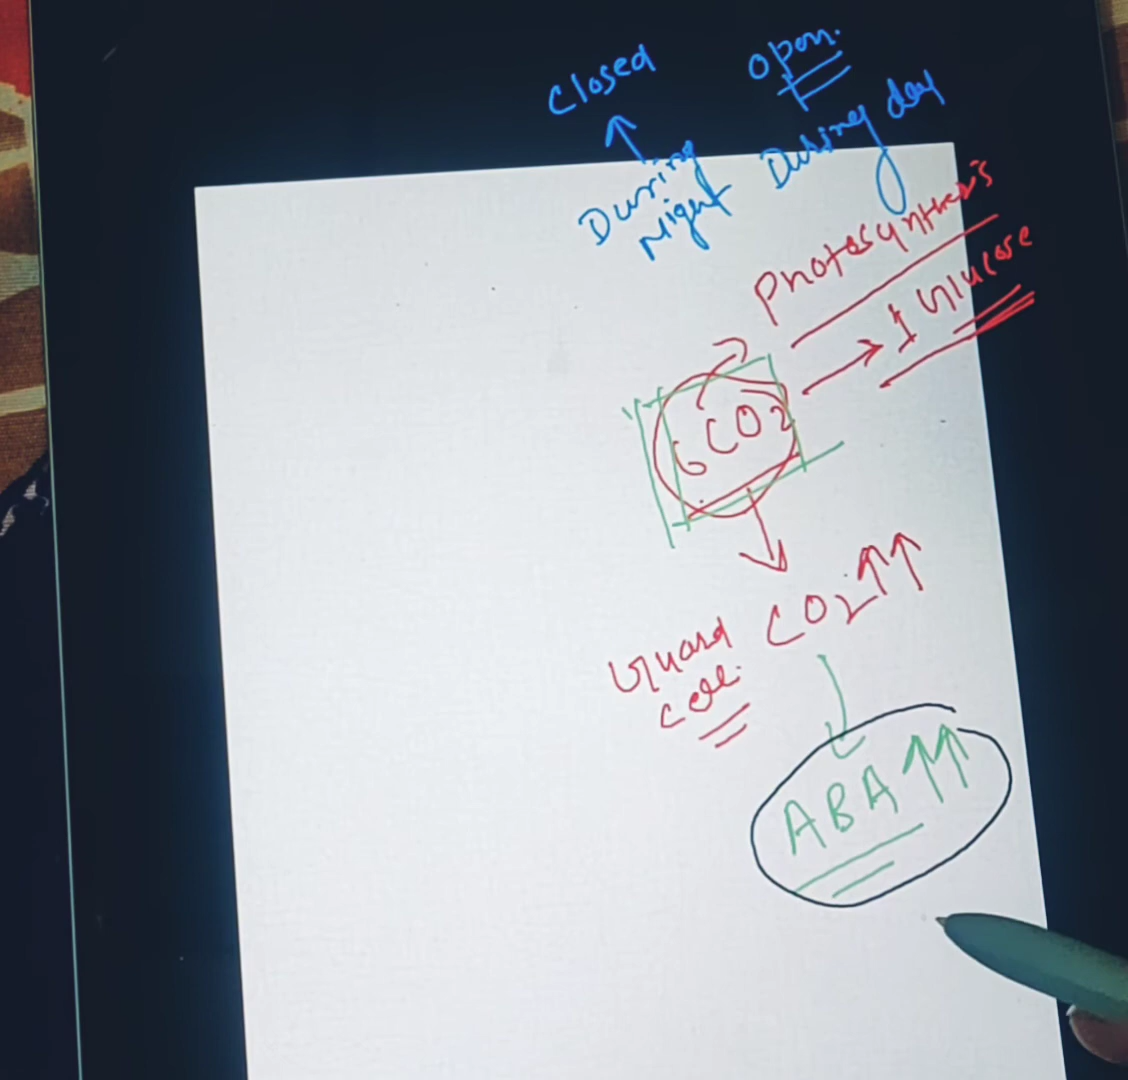 Closed
open.
During
Night
During day
Photosynthesis
1 Glucose
6CO2
Guard
Cell.
CO2↑↑
ABA↑↑